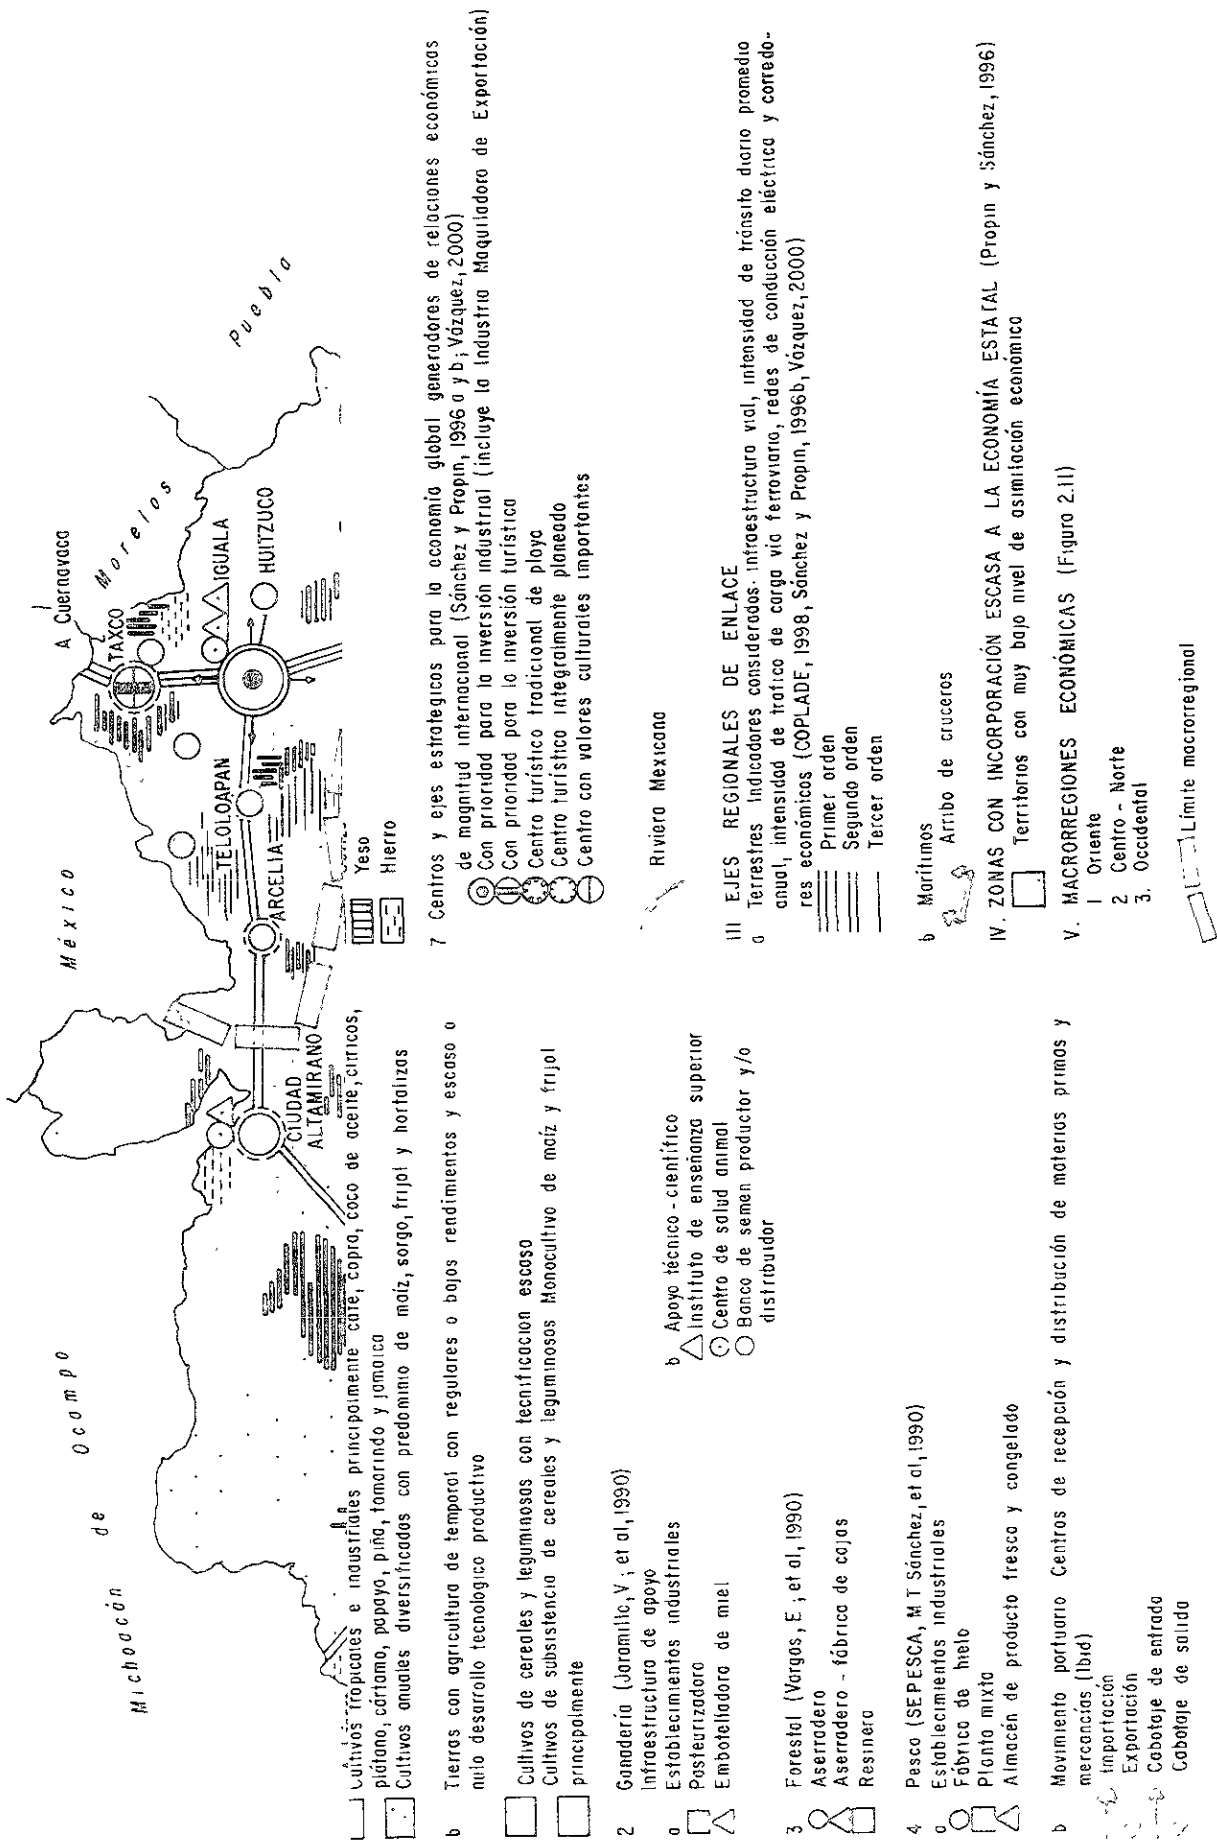 Michoacán de Ocampo
México
A Cuernavaca
Morelos
Puebla
TAXCO
IGUALA
HUITZUCO
TELOLOAPAN
ARCELIA
CIUDAD
ALTAMIRANO
Cultivos tropicales e industriales principalmente café, copra, coco de aceite, cítricos,
plátano, cártamo, papaya, piña, tamarindo y jamaica
Cultivos anuales diversificados con predominio de maíz, sorgo, frijol y hortalizas
b Tierras con agricultura de temporal con regulares o bajos rendimientos y escaso o
nulo desarrollo tecnologico productivo
Cultivos de cereales y leguminosas con tecnificacion escasa
Cultivos de subsistencia de cereales y leguminosas Monocultivo de maíz y frijol
principalmente
2 Ganadería (Jaramillo, V; et al, 1990)
Infraestructura de apoyo
a Establecimientos industriales
Pasteurizadora
Embotelladora de miel
b Apoyo técnico - científico
Instituto de enseñanza superior
Centro de salud animal
Banco de semen productor y/o
distribuidor
3 Forestal (Vargas, E; et al, 1990)
Aserradero
Aserradero - fábrica de cajas
Resinera
4 Pesca (SEPESCA, M T Sánchez, et al, 1990)
a Establecimientos industriales
Fábrica de hielo
Planta mixta
Almacén de producto fresco y congelado
b Movimiento portuario Centros de recepción y distribución de materias primas y
mercancías (Ibid)
Importación
Exportación
Cabotaje de entrada
Cabotaje de salida
Yeso
Hierro
7 Centros y ejes estrategicos para la economía global generadores de relaciones económicas
de magnitud internacional (Sánchez y Propin, 1996 a y b; Vázquez, 2000)
Con prioridad para la inversión industrial (incluye la Industria Maquiladora de Exportación)
Con prioridad para la inversión turística
Centro turístico tradicional de playa
Centro turístico integralmente planeado
Centro con valores culturales importantes
Riviera Mexicana
III EJES REGIONALES DE ENLACE
a Terrestres Indicadores considerados: infraestructura vial, intensidad de tránsito diario promedio
anual, intensidad de trafico de carga vía ferroviaria, redes de conducción eléctrica y corredo-
res económicos (COPLADE, 1998, Sánchez y Propin, 1996b, Vázquez, 2000)
Primer orden
Segundo orden
Tercer orden
b Marítimos
Arribo de cruceros
IV. ZONAS CON INCORPORACIÓN ESCASA A LA ECONOMÍA ESTATAL (Propin y Sánchez, 1996)
Territorios con muy bajo nivel de asimilación económica
V. MACRORREGIONES ECONÓMICAS (Figura 2.11)
1 Oriente
2 Centro - Norte
3. Occidental
Límite macrorregional